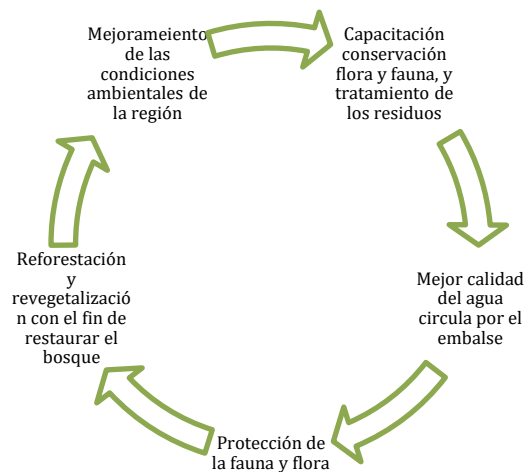 Mejorameiento
de las
condiciones
ambientales de
la región
Capacitación
conservación
flora y fauna, y
tratamiento de
los residuos
Mejor calidad
del agua
circula por el
embalse
Protección de
la fauna y flora
Reforestación
y
revegetalizació
n con el fin de
restaurar el
bosque